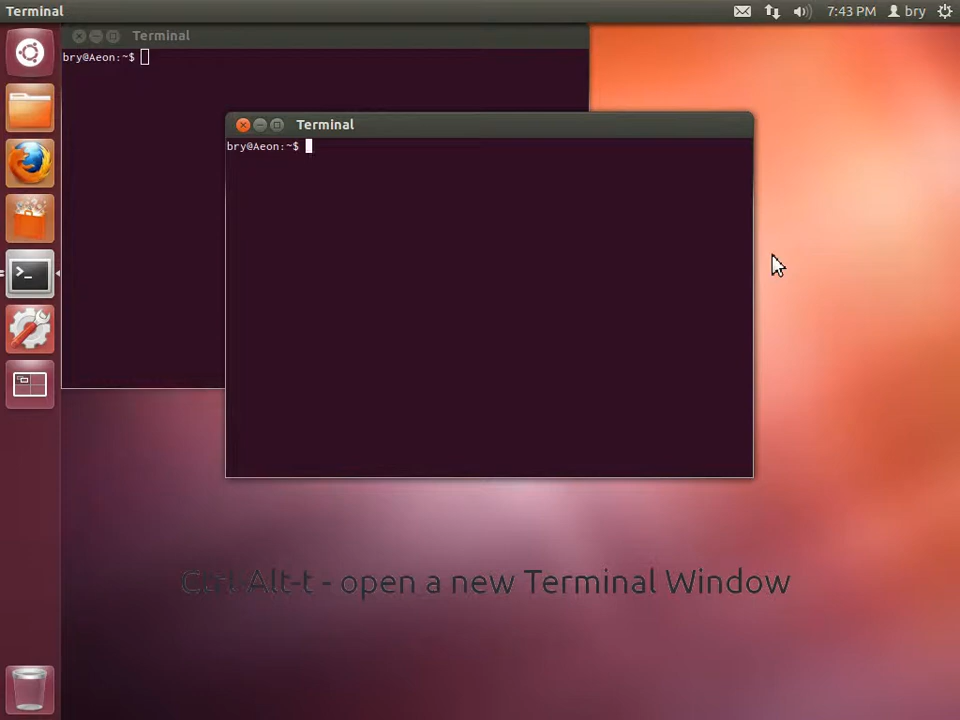 Terminal
7:43 PM
bry
Terminal
bry@Aeon:~$
Terminal
bry@Aeon:~$
>_
Ctrl-Alt-t - open a new Terminal Window